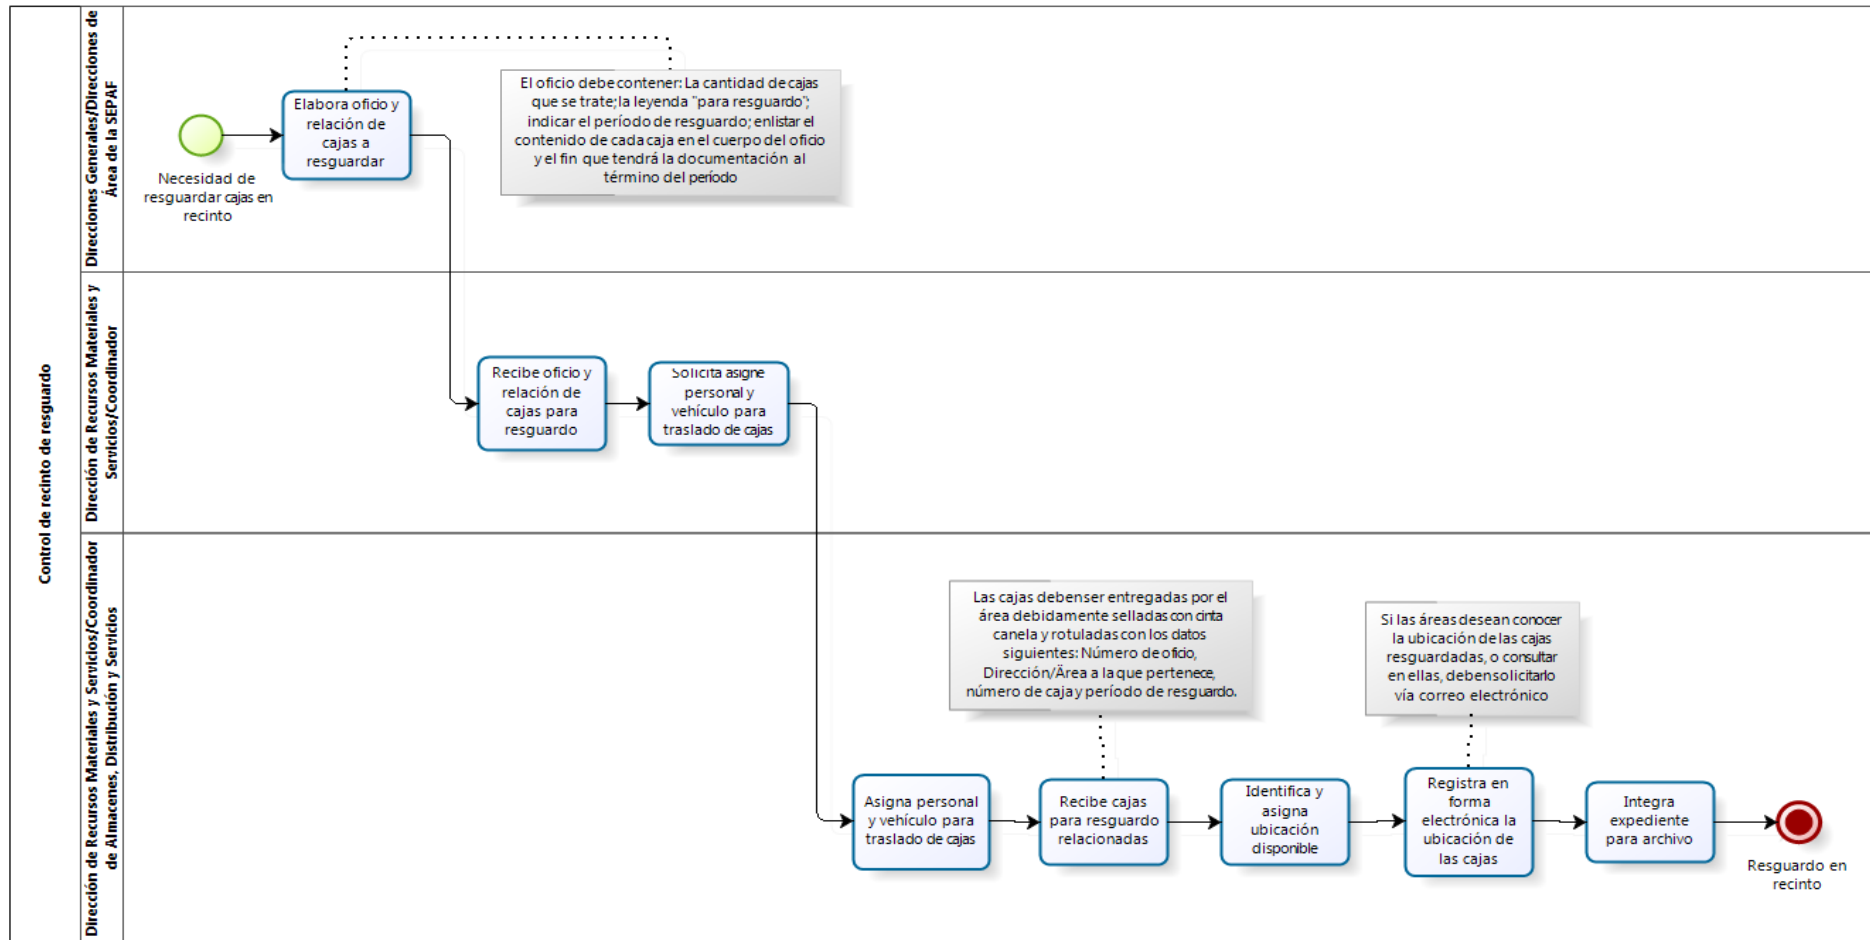 Control de recinto de resguardo
Direcciones Generales/Direcciones de
Área de la SEPAF
Necesidad de
resguardar cajas en
recinto
Elabora oficio y
relación de
cajas a
resguardar
El oficio debe contener: La cantidad de cajas
que se trate; la leyenda "para resguardo";
indicar el período de resguardo; enlistar el
contenido de cada caja en el cuerpo del oficio
y el fin que tendrá la documentación al
término del período
Dirección de Recursos Materiales y
Servicios/Coordinador
Recibe oficio y
relación de
cajas para
resguardo
Solicita asigne
personal y
vehículo para
traslado de cajas
Dirección de Recursos Materiales y Servicios/Coordinador
de Almacenes, Distribución y Servicios
Asigna personal
y vehículo para
traslado de cajas
Las cajas deben ser entregadas por el
área debidamente selladas con cinta
canela y rotuladas con los datos
siguientes: Número de oficio,
Dirección/Ärea a la que pertenece,
número de caja y período de resguardo.
Recibe cajas
para resguardo
relacionadas
Identifica y
asigna
ubicación
disponible
Si las áreas desean conocer
la ubicación de las cajas
resguardadas, o consultar
en ellas, deben solicitarlo
vía correo electrónico
Registra en
forma
electrónica la
ubicación de
las cajas
Integra
expediente
para archivo
Resguardo en
recinto